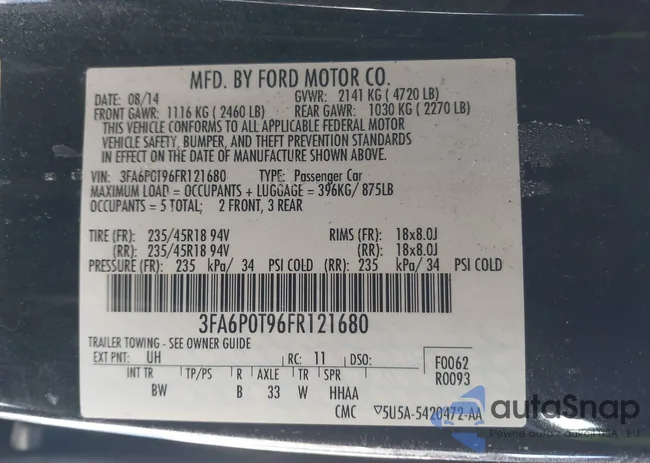 MFD. BY FORD MOTOR CO.
DATE: 08/14 GVWR: 2141 KG ( 4720 LB)
FRONT GAWR: 1116 KG ( 2460 LB) REAR GAWR: 1030 KG ( 2270 LB)
THIS VEHICLE CONFORMS TO ALL APPLICABLE FEDERAL MOTOR
VEHICLE SAFETY, BUMPER, AND THEFT PREVENTION STANDARDS
IN EFFECT ON THE DATE OF MANUFACTURE SHOWN ABOVE.
VIN: 3FA6P0T96FR121680 TYPE: Passenger Car
MAXIMUM LOAD = OCCUPANTS + LUGGAGE = 396KG/ 875LB
OCCUPANTS = 5 TOTAL; 2 FRONT, 3 REAR
TIRE (FR): 235/45R18 94V RIMS (FR): 18x8.0J
(RR): 235/45R18 94V (RR): 18x8.0J
PRESSURE (FR): 235 kPa/ 34 PSI COLD (RR): 235 kPa/ 34 PSI COLD
3FA6P0T96FR121680
TRAILER TOWING - SEE OWNER GUIDE
EXT PNT: UH RC: 11 DSO: F0062
INT TR TP/PS R AXLE TR SPR R0093
BW B 33 W HHAA
CMC ▽5U5A-5420472-AA
autoSnap
Pewne auta z aukcji USA - EU